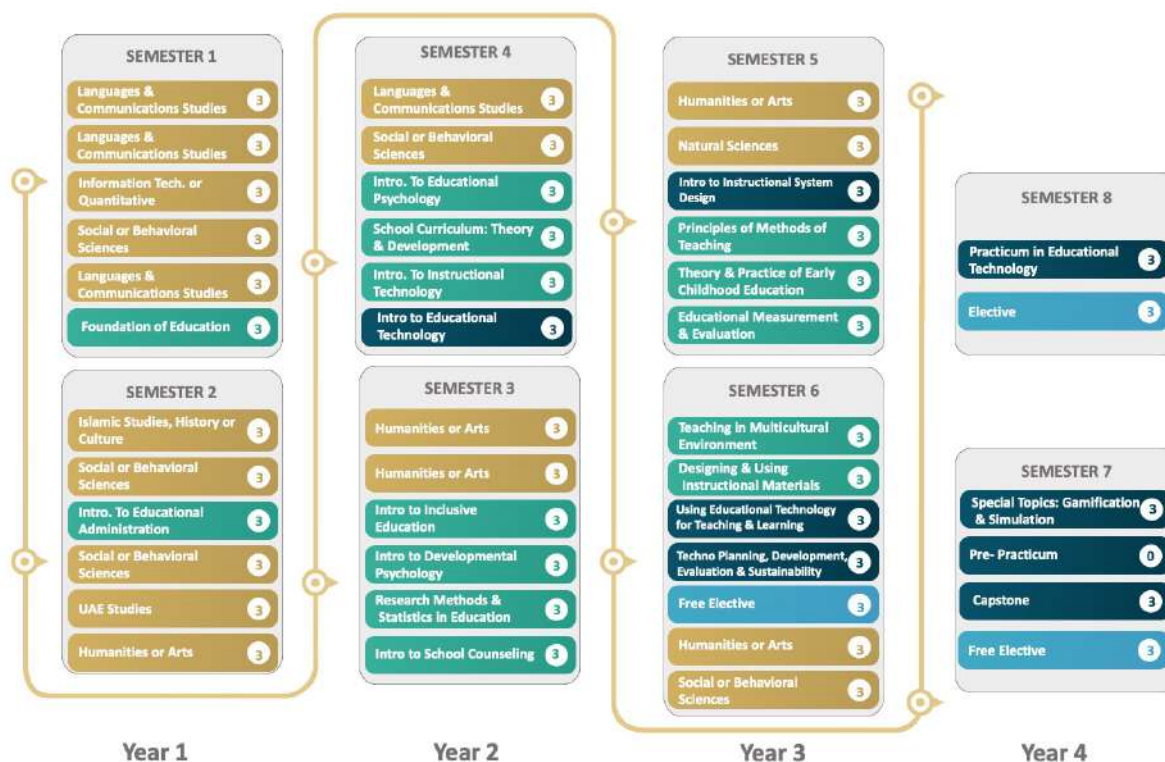 SEMESTER 1
Languages &
Communications Studies 3
Languages &
Communications Studies 3
Information Tech. or
Quantitative 3
Social or Behavioral
Sciences 3
Languages &
Communications Studies 3
Foundation of Education 3
SEMESTER 2
Islamic Studies, History or
Culture 3
Social or Behavioral
Sciences 3
Intro. To Educational
Administration 3
Social or Behavioral
Sciences 3
UAE Studies 3
Humanities or Arts 3
Year 1
SEMESTER 4
Languages &
Communications Studies 3
Social or Behavioral
Sciences 3
Intro. To Educational
Psychology 3
School Curriculum: Theory
& Development 3
Intro. To Instructional
Technology 3
Intro to Educational
Technology 3
SEMESTER 3
Humanities or Arts 3
Humanities or Arts 3
Intro to Inclusive
Education 3
Intro to Developmental
Psychology 3
Research Methods &
Statistics in Education 3
Intro to School Counseling 3
Year 2
SEMESTER 5
Humanities or Arts 3
Natural Sciences 3
Intro to Instructional System
Design 3
Principles of Methods of
Teaching 3
Theory & Practice of Early
Childhood Education 3
Educational Measurement
& Evaluation 3
SEMESTER 6
Teaching in Multicultural
Environment 3
Designing & Using
Instructional Materials 3
Using Educational Technology
for Teaching & Learning 3
Techno Planning, Development,
Evaluation & Sustainability 3
Free Elective 3
Humanities or Arts 3
Social or Behavioral
Sciences 3
Year 3
SEMESTER 8
Practicum in Educational
Technology 3
Elective 3
SEMESTER 7
Special Topics: Gamification
& Simulation 3
Pre- Practicum 0
Capstone 3
Free Elective 3
Year 4